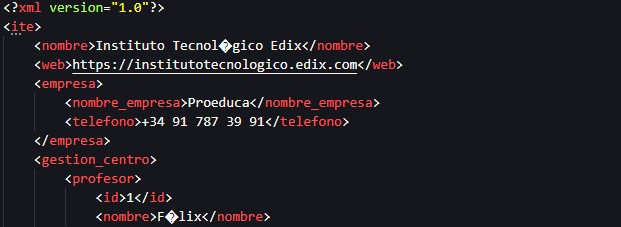 <?xml version="1.0"?>
<ite>
<nombre>Instituto Tecnol�gico Edix</nombre>
<web>https://institutotecnologico.edix.com</web>
<empresa>
<nombre_empresa>Proeduca</nombre_empresa>
<telefono>+34 91 787 39 91</telefono>
</empresa>
<gestion_centro>
<profesor>
<id>1</id>
<nombre>F�lix</nombre>